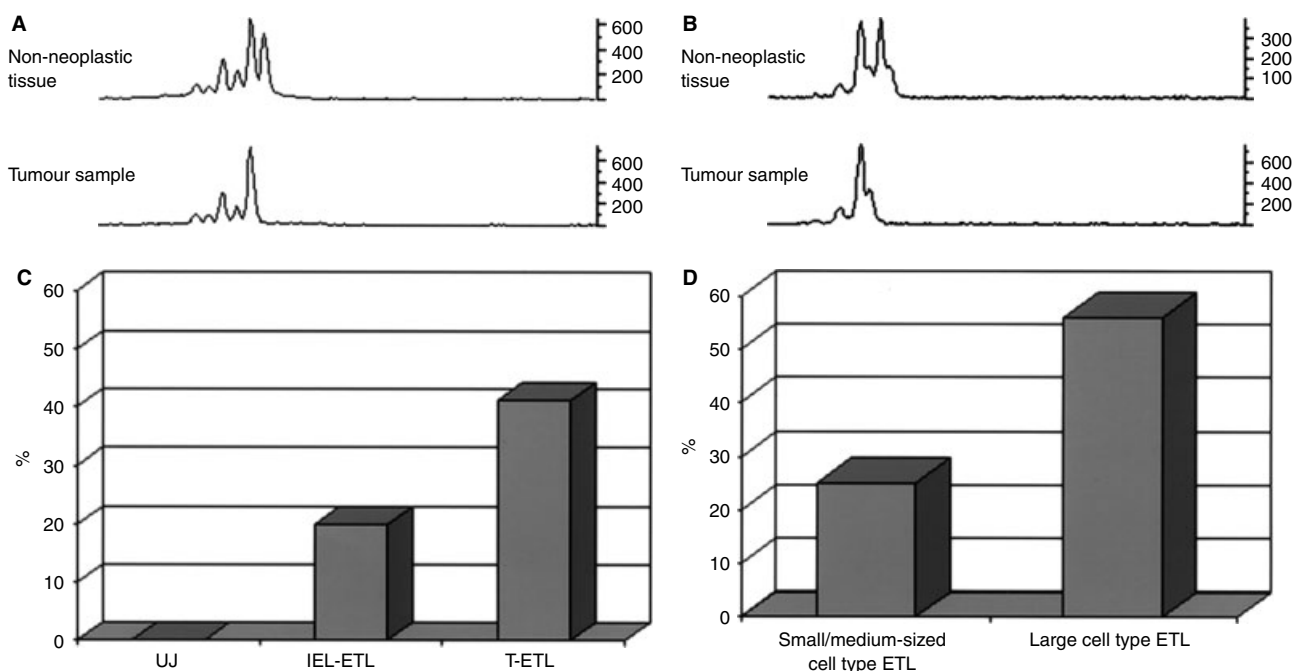 A
Non-neoplastic
tissue
600
400
200
Tumour sample
600
400
200
B
Non-neoplastic
tissue
300
200
100
Tumour sample
600
400
200
C
%
60
50
40
30
20
10
0
UJ
IEL-ETL
T-ETL
D
%
60
50
40
30
20
10
0
Small/medium-sized
cell type ETL
Large cell type ETL